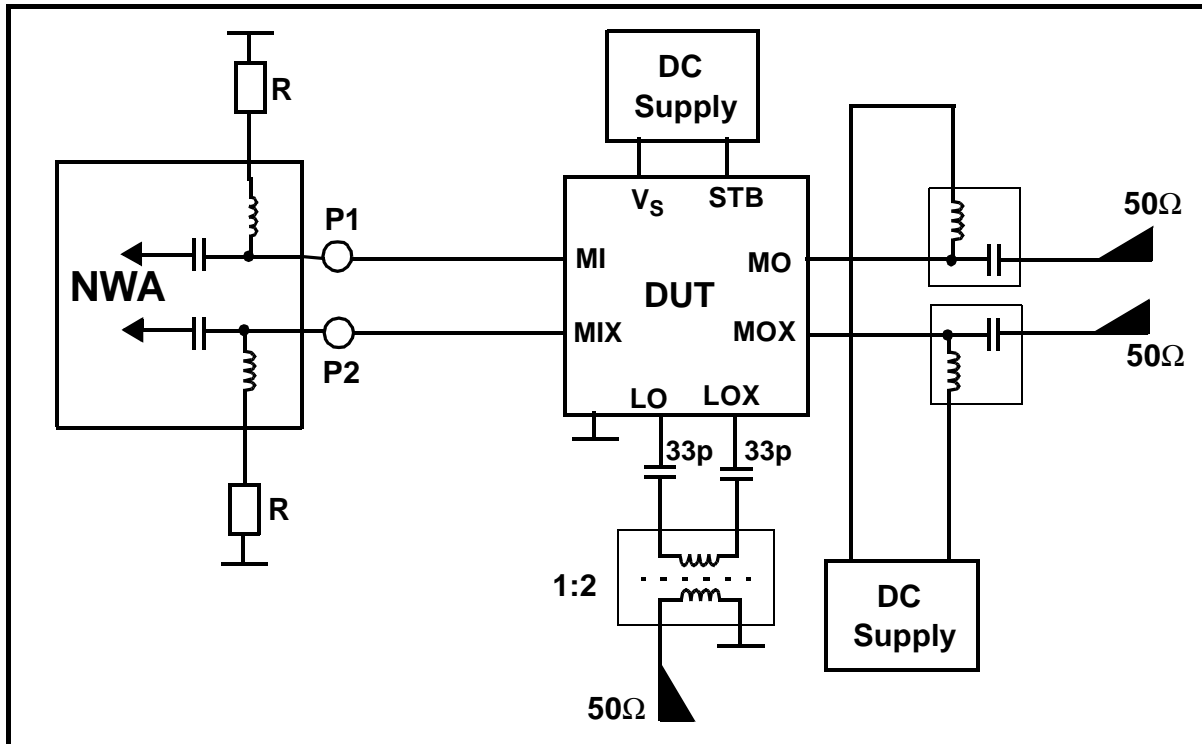 R
DC
Supply
P1
NWA
P2
R
V_S STB
MI MO
DUT
MIX MOX
LO LOX
50Ω
50Ω
33p 33p
1:2
50Ω
DC
Supply